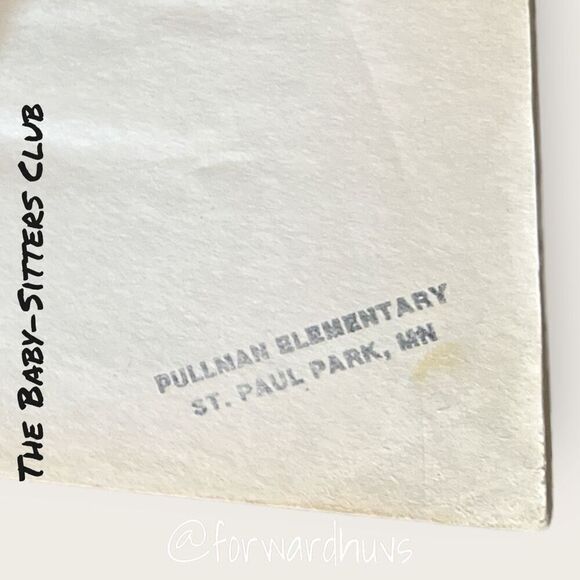 The Baby-Sitters Club
PULLMAN ELEMENTARY
ST. PAUL PARK, MN
@forwardhuvs